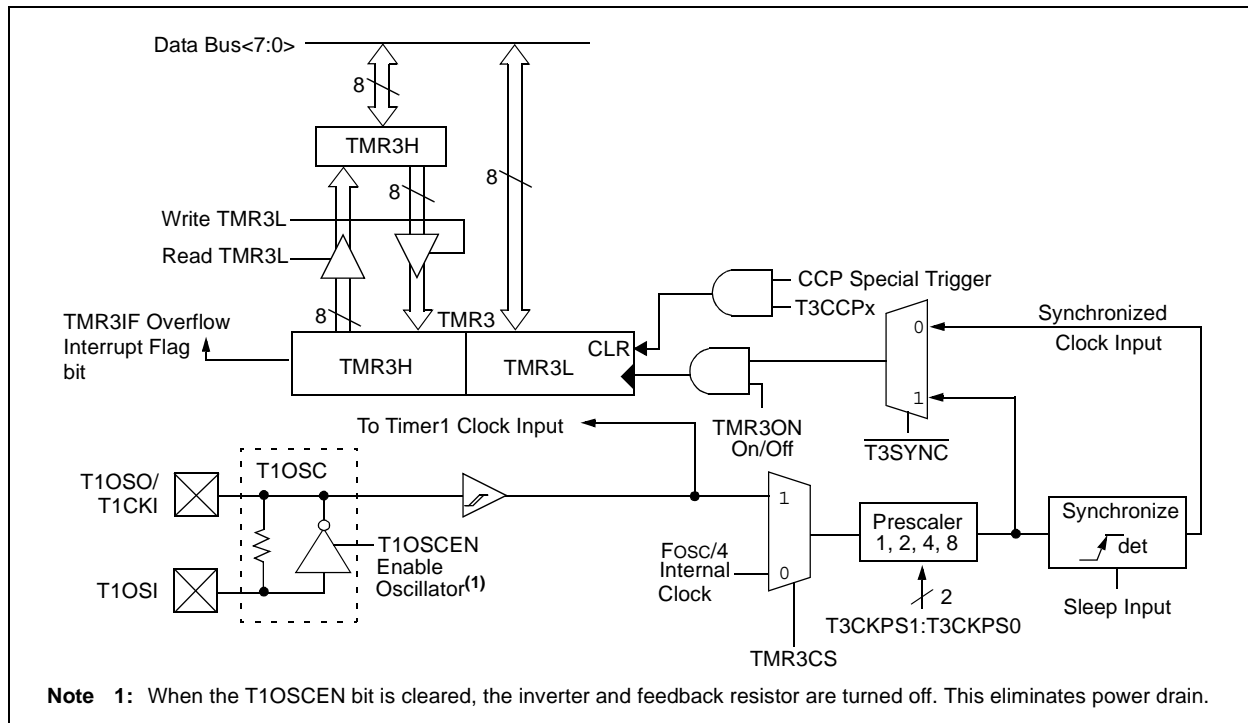 Data Bus<7:0>
8
TMR3H
8
8
Write TMR3L
Read TMR3L
CCP Special Trigger
T3CCPx
8
TMR3
TMR3IF Overflow
Interrupt Flag
bit
TMR3H
TMR3L
CLR
0
1
Synchronized
Clock Input
To Timer1 Clock Input
TMR3ON
On/Off
T3SYNC
T1OSO/
T1CKI
T1OSC
1
Prescaler
1, 2, 4, 8
Synchronize
det
T1OSCEN
Enable
Oscillator(1)
FOSC/4
Internal
Clock
0
T1OSI
2
Sleep Input
T3CKPS1:T3CKPS0
TMR3CS
Note 1: When the T1OSCEN bit is cleared, the inverter and feedback resistor are turned off. This eliminates power drain.